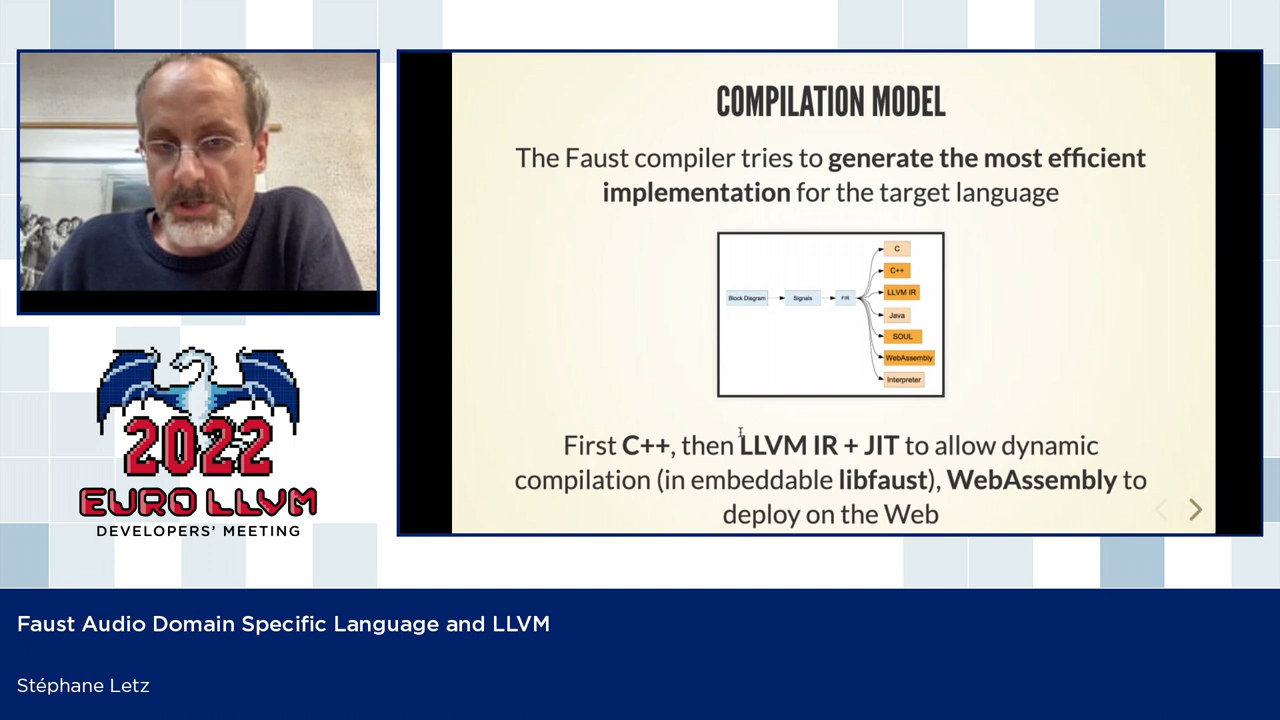 COMPILATION MODEL
The Faust compiler tries to generate the most efficient
implementation for the target language
Block Diagram
Signals
FIR
C
C++
LLVM IR
Java
SOUL
WebAssembly
Interpreter
First C++, then LLVM IR + JIT to allow dynamic
compilation (in embeddable libfaust), WebAssembly to
deploy on the Web
2022
EURO LLVM
DEVELOPERS' MEETING
Faust Audio Domain Specific Language and LLVM
Stéphane Letz